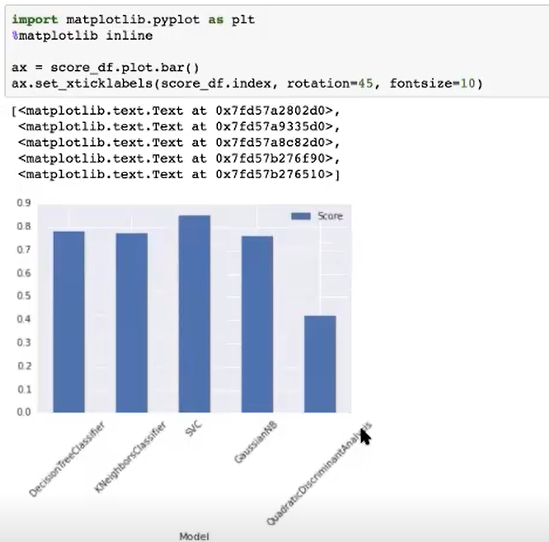 import matplotlib.pyplot as plt
%matplotlib inline
ax = score_df.plot.bar()
ax.set_xticklabels(score_df.index, rotation=45, fontsize=10)
[<matplotlib.text.Text at 0x7fd57a2802d0>,
<matplotlib.text.Text at 0x7fd57a9335d0>,
<matplotlib.text.Text at 0x7fd57a8c82d0>,
<matplotlib.text.Text at 0x7fd57b276f90>,
<matplotlib.text.Text at 0x7fd57b276510>]
0.9
Score
0.8
0.7
0.6
0.5
0.4
0.3
0.2
0.1
0.0
DecisionTreeClassifier
KNeighborsClassifier
SVC
GaussianNB
QuadraticDiscriminantAnalysis
Model